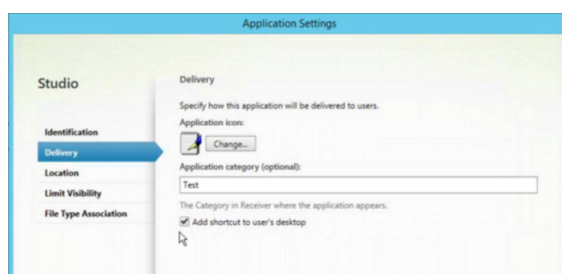 Application Settings
Studio
Identification
Delivery
Location
Limit Visibility
File Type Association
Delivery
Specify how this application will be delivered to users.
Application icon:
Change...
Application category (optional):
Test
The Category in Receiver where the application appears.
Add shortcut to user's desktop